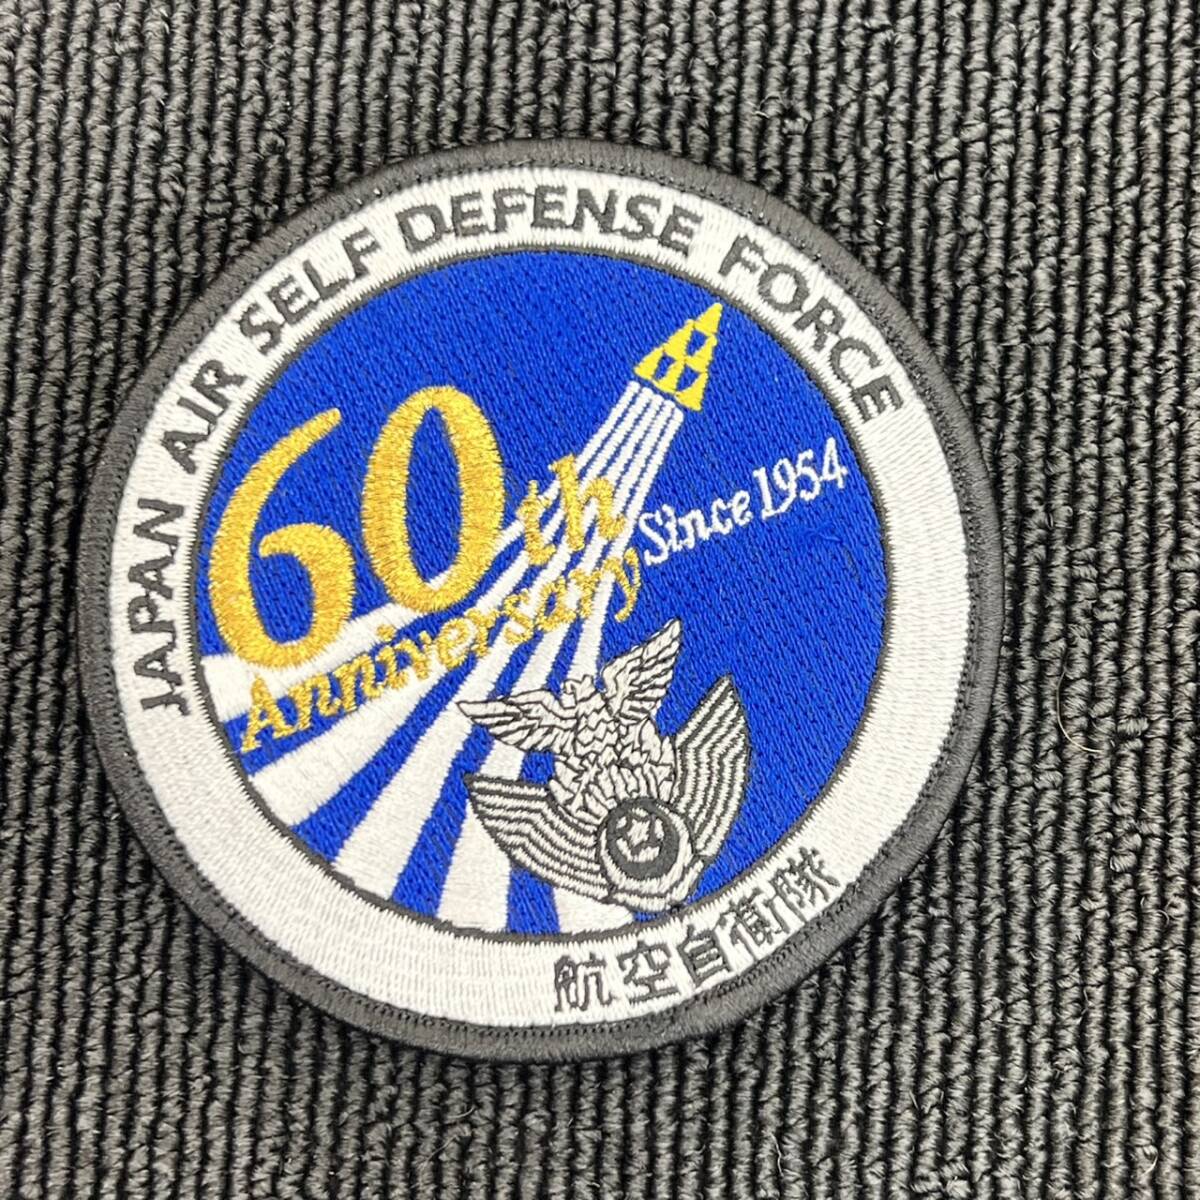 JAPAN AIR SELF DEFENSE FORCE
60th
Anniversary
Since 1954
航空自衛隊